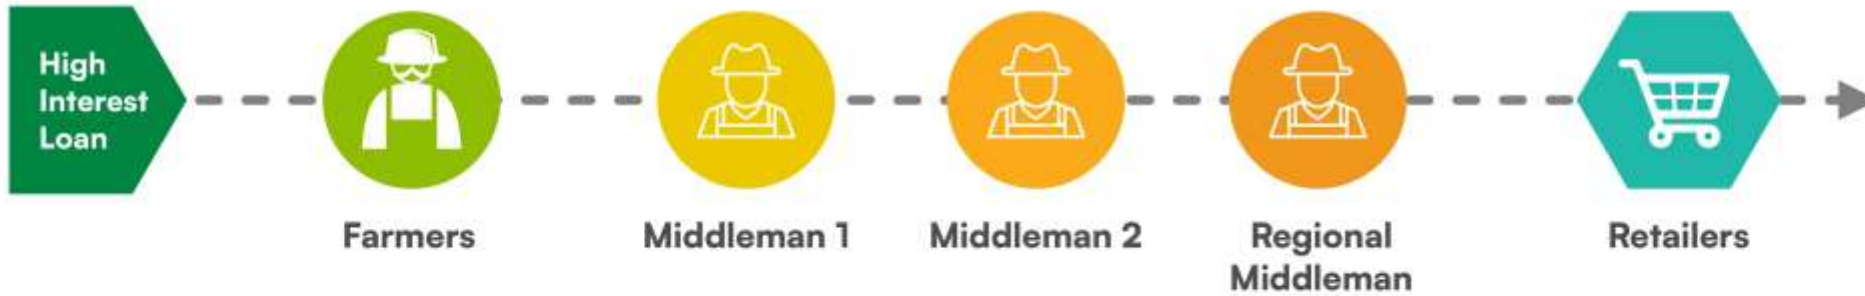 High
Interest
Loan
Farmers
Middleman 1
Middleman 2
Regional
Middleman
Retailers